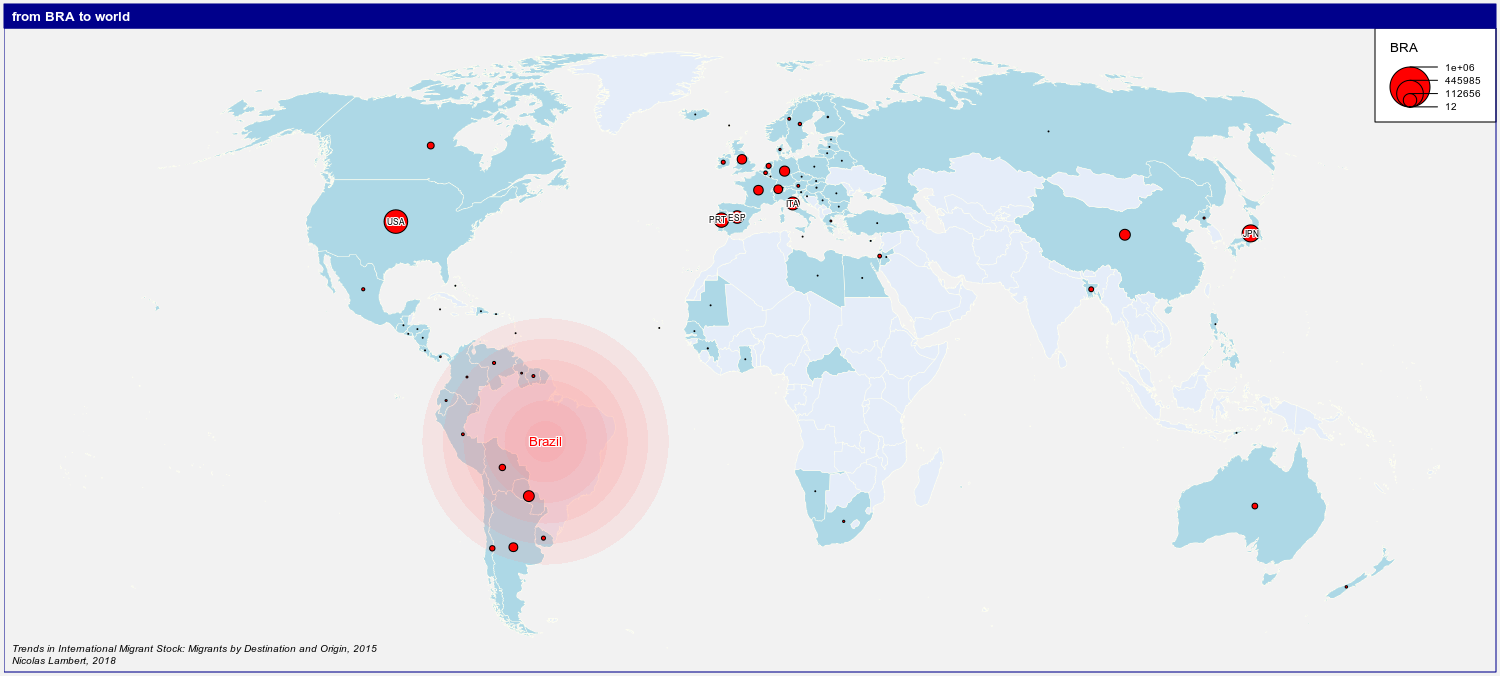 from BRA to world
BRA
1e+06
445985
112656
12
USA
PRT
ESP
ITA
JPN
Brazil
Trends in International Migrant Stock: Migrants by Destination and Origin, 2015
Nicolas Lambert, 2018